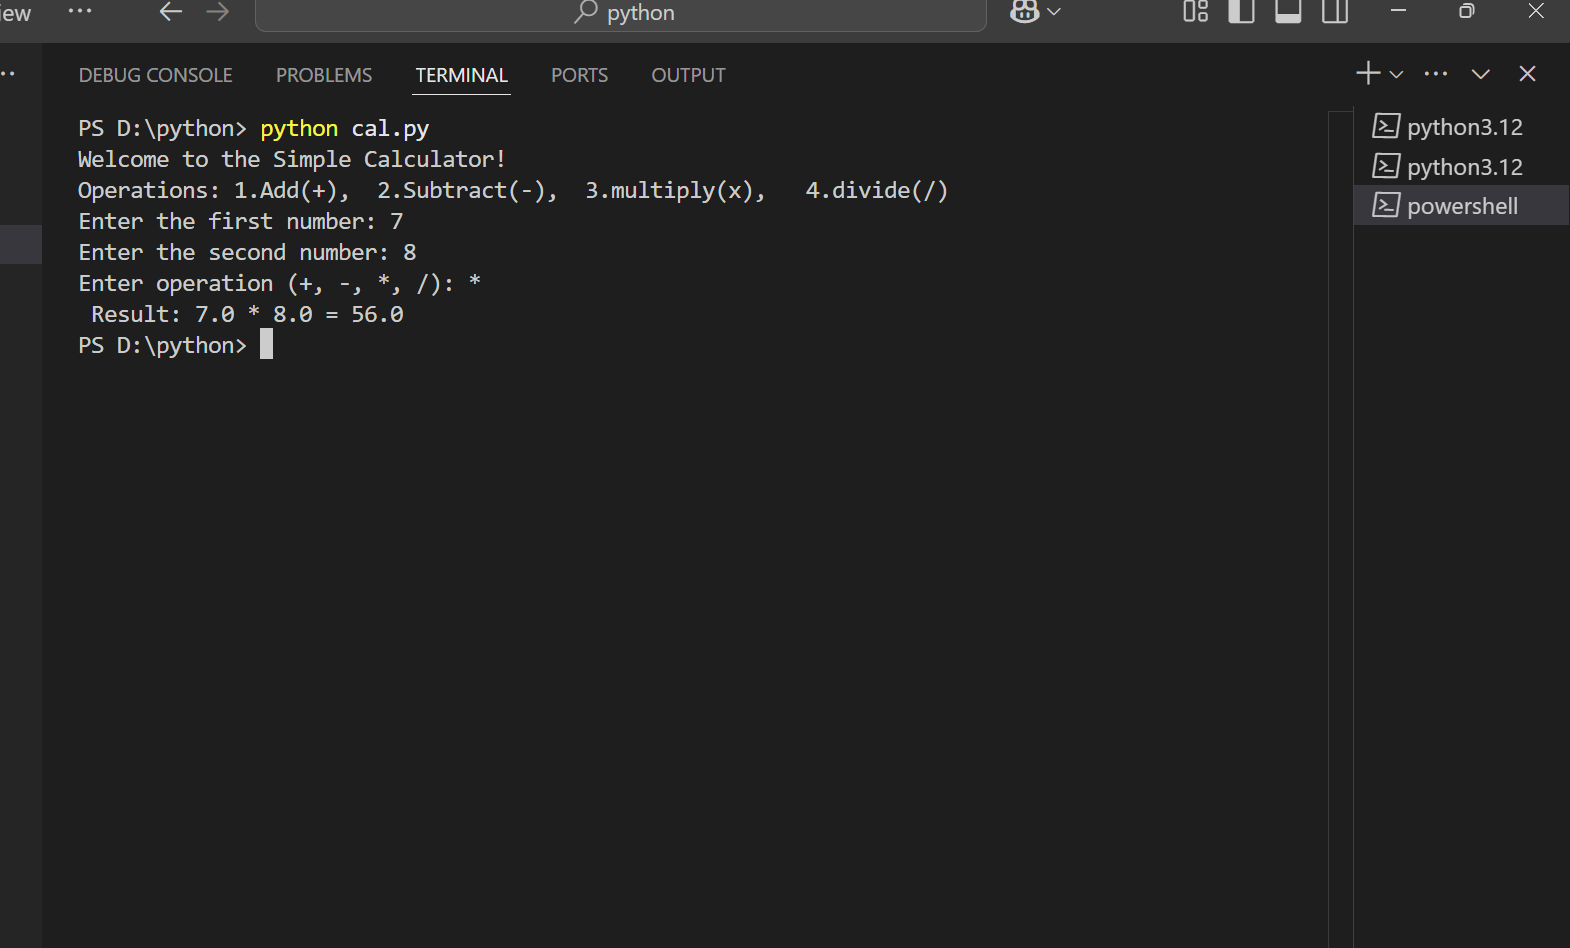 iew ···
python
DEBUG CONSOLE PROBLEMS TERMINAL PORTS OUTPUT
PS D:\python> python cal.py
Welcome to the Simple Calculator!
Operations: 1.Add(+),  2.Subtract(-),  3.multiply(x),   4.divide(/)
Enter the first number: 7
Enter the second number: 8
Enter operation (+, -, *, /): *
 Result: 7.0 * 8.0 = 56.0
PS D:\python>
python3.12
python3.12
powershell